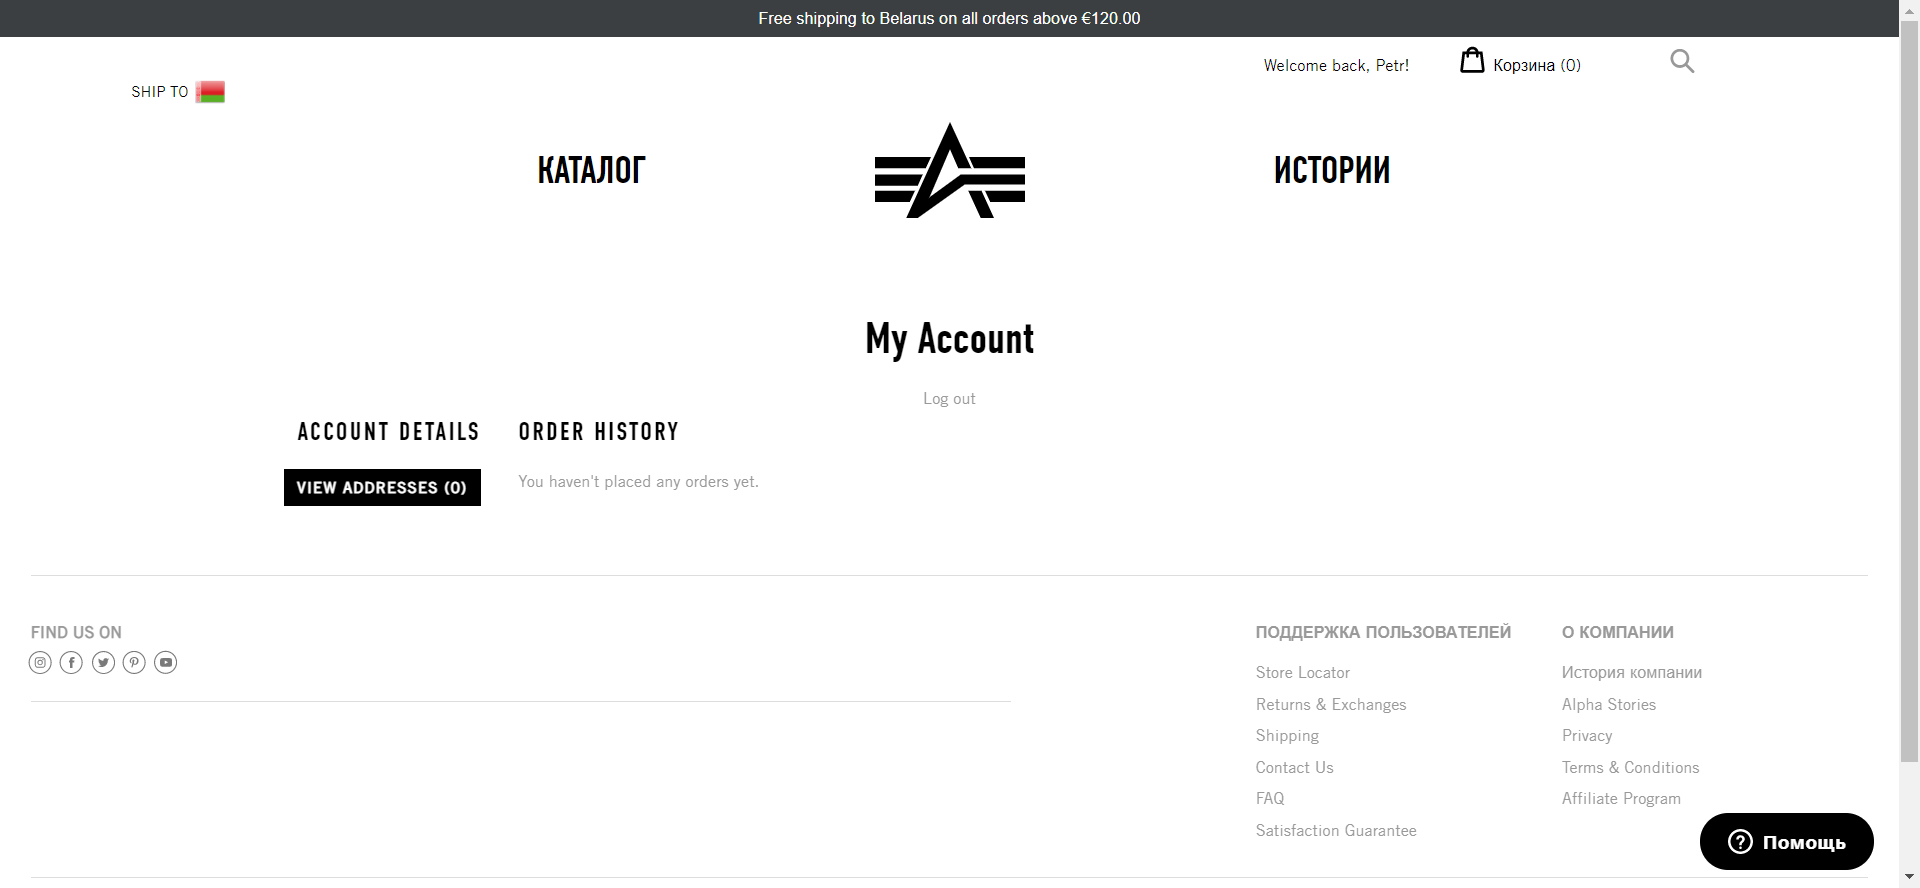 Free shipping to Belarus on all orders above €120.00
Welcome back, Petr!
Корзина (0)
SHIP TO
КАТАЛОГ
ИСТОРИИ
My Account
Log out
ACCOUNT DETAILS
ORDER HISTORY
VIEW ADDRESSES (0)
You haven't placed any orders yet.
FIND US ON
ПОДДЕРЖКА ПОЛЬЗОВАТЕЛЕЙ
Store Locator
Returns & Exchanges
Shipping
Contact Us
FAQ
Satisfaction Guarantee
О КОМПАНИИ
История компании
Alpha Stories
Privacy
Terms & Conditions
Affiliate Program
Помощь